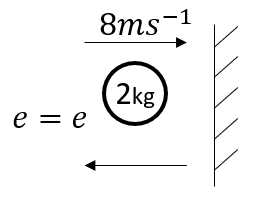 8ms⁻¹
2kg
e = e